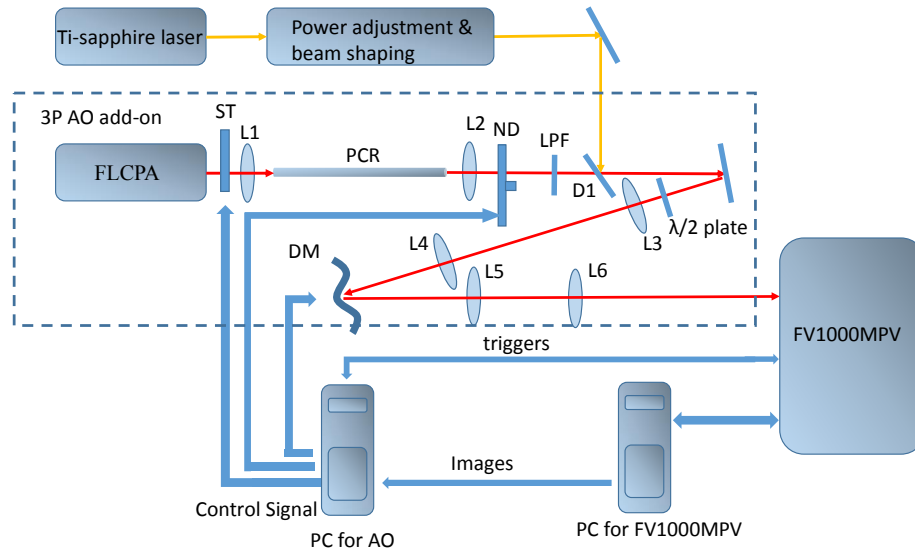 Ti-sapphire laser
Power adjustment &
beam shaping
3P AO add-on
ST
L1
PCR
L2
ND
LPF
D1
FLCPA
L3
λ/2 plate
DM
L4
L5
L6
FV1000MPV
triggers
Images
Control Signal
PC for AO
PC for FV1000MPV